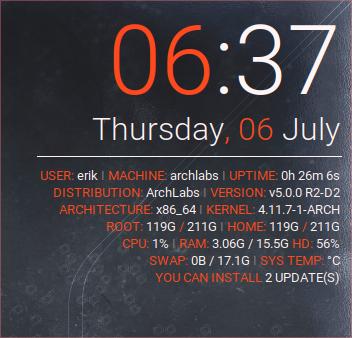 06:37
Thursday, 06 July
USER: erik | MACHINE: archlabs | UPTIME: 0h 26m 6s
DISTRIBUTION: ArchLabs | VERSION: v5.0.0 R2-D2
ARCHITECTURE: x86_64 | KERNEL: 4.11.7-1-ARCH
ROOT: 119G / 211G | HOME: 119G / 211G
CPU: 1% | RAM: 3.06G / 15.5G HD: 56%
SWAP: 0B / 17.1G | SYS TEMP: °C
YOU CAN INSTALL 2 UPDATE(S)